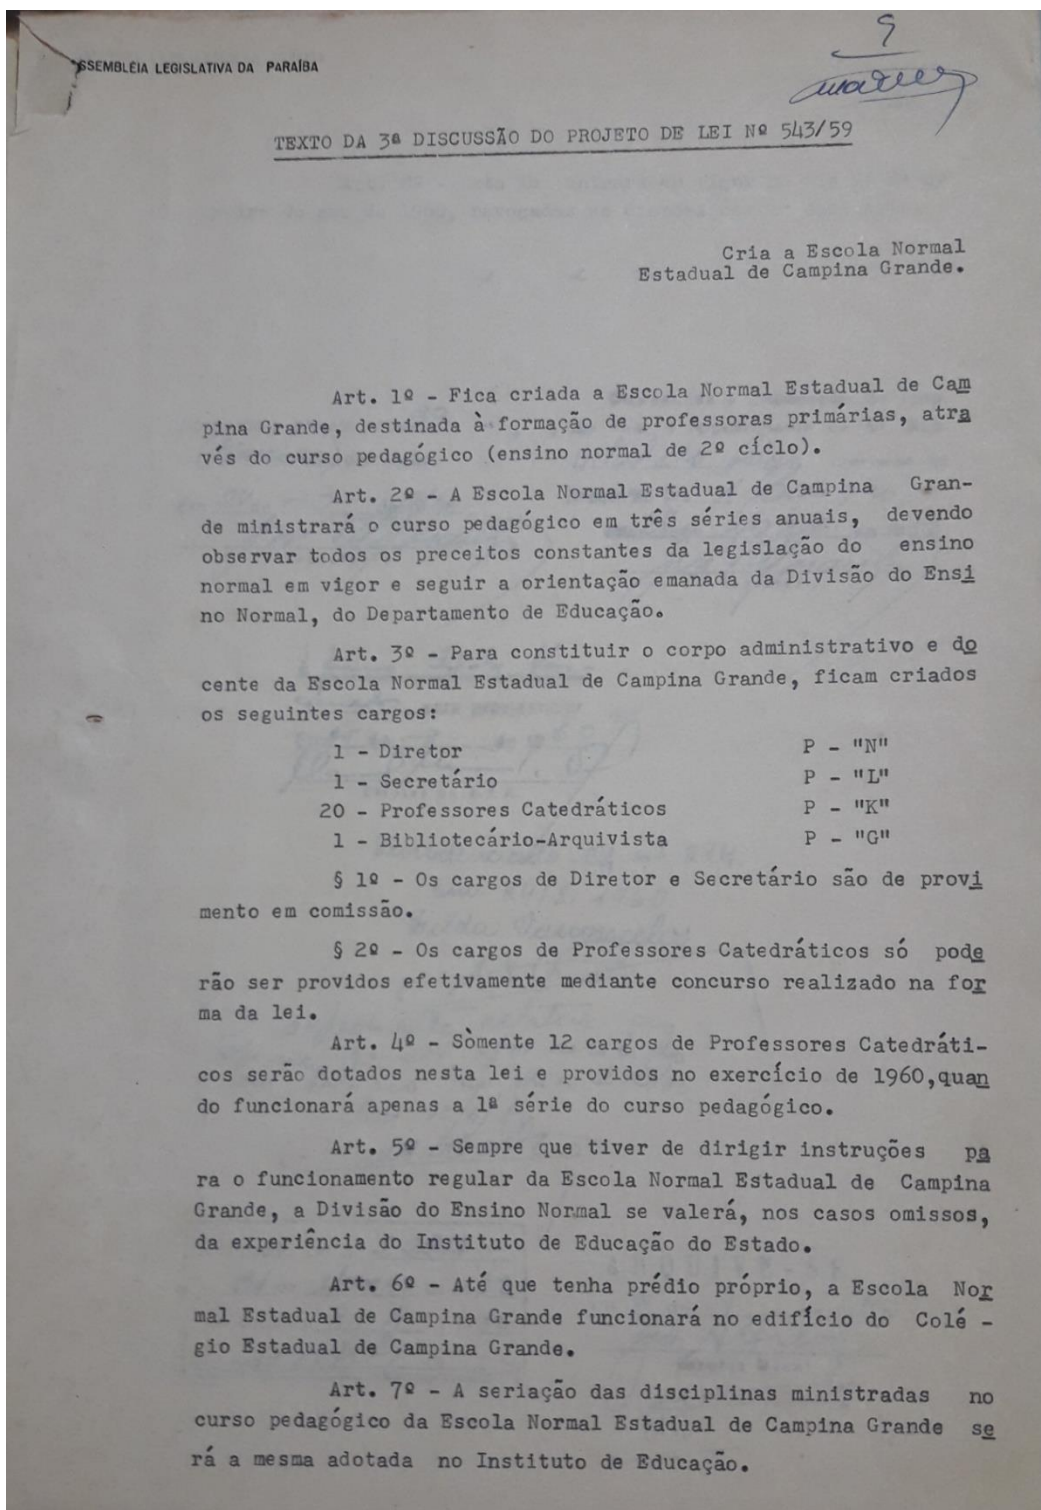 SSEMBLEIA LEGISLATIVA DA PARAÍBA
9
TEXTO DA 3ª DISCUSSÃO DO PROJETO DE LEI Nº 543/59
Cria a Escola Normal
Estadual de Campina Grande.
Art. 1º - Fica criada a Escola Normal Estadual de Cam
pina Grande, destinada à formação de professoras primárias, atra
vés do curso pedagógico (ensino normal de 2º cíclo).
Art. 2º - A Escola Normal Estadual de Campina Gran-
de ministrará o curso pedagógico em três séries anuais, devendo
observar todos os preceitos constantes da legislação do ensino
normal em vigor e seguir a orientação emanada da Divisão do Ensi
no Normal, do Departamento de Educação.
Art. 3º - Para constituir o corpo administrativo e do
cente da Escola Normal Estadual de Campina Grande, ficam criados
os seguintes cargos:
1 - Diretor P - "N"
1 - Secretário P - "L"
20 - Professores Catedráticos P - "K"
1 - Bibliotecário-Arquivista P - "G"
§ 1º - Os cargos de Diretor e Secretário são de provi
mento em comissão.
§ 2º - Os cargos de Professores Catedráticos só pode
rão ser providos efetivamente mediante concurso realizado na for
ma da lei.
Art. 4º - Sòmente 12 cargos de Professores Catedráti-
cos serão dotados nesta lei e providos no exercício de 1960,quan
do funcionará apenas a 1ª série do curso pedagógico.
Art. 5º - Sempre que tiver de dirigir instruções pa
ra o funcionamento regular da Escola Normal Estadual de Campina
Grande, a Divisão do Ensino Normal se valerá, nos casos omissos,
da experiência do Instituto de Educação do Estado.
Art. 6º - Até que tenha prédio próprio, a Escola Nor
mal Estadual de Campina Grande funcionará no edifício do Colé -
gio Estadual de Campina Grande.
Art. 7º - A seriação das disciplinas ministradas no
curso pedagógico da Escola Normal Estadual de Campina Grande se
rá a mesma adotada no Instituto de Educação.